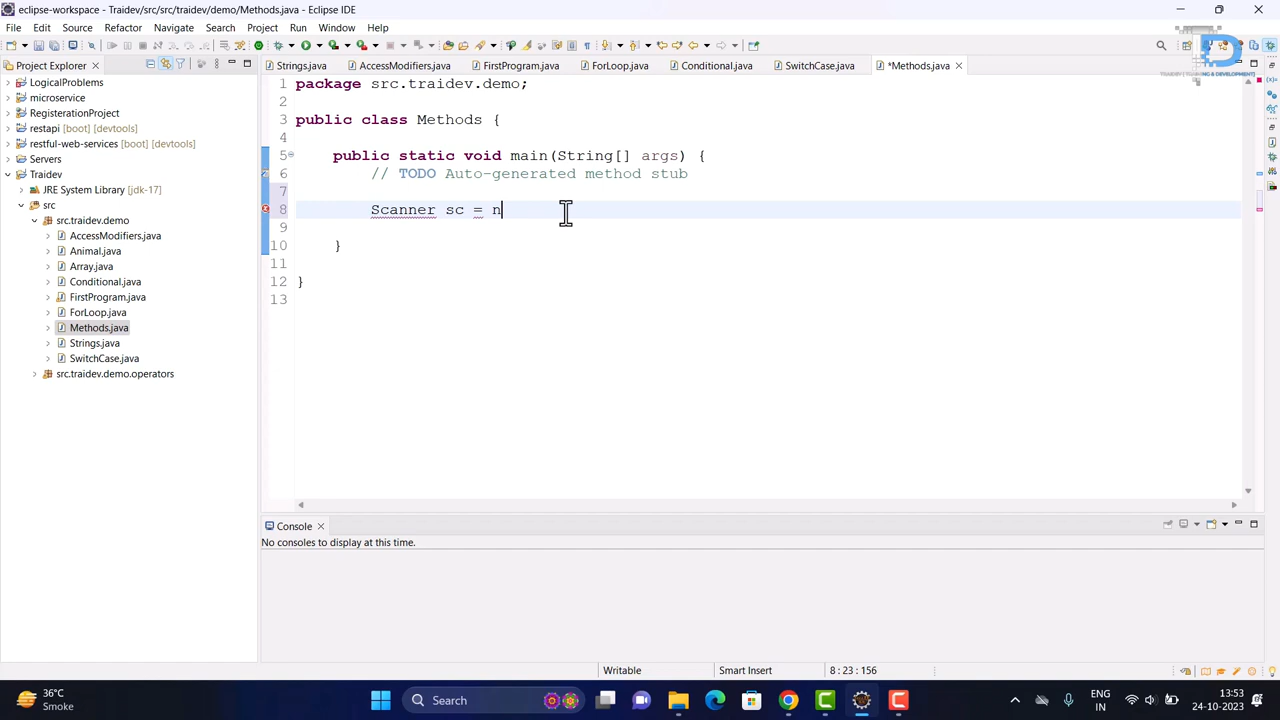 eclipse-workspace - Traidev/src/src/traidev/demo/Methods.java - Eclipse IDE
File Edit Source Refactor Navigate Search Project Run Window Help
Project Explorer
Strings.java AccessModifiers.java FirstProgram.java ForLoop.java Conditional.java SwitchCase.java *Methods.java
LogicalProblems
microservice
RegistrationProject
restapi [boot] [devtools]
restful-web-services [boot] [devtools]
Servers
Traidev
JRE System Library [jdk-17]
src
src.traidev.demo
AccessModifiers.java
Animal.java
Array.java
Conditional.java
FirstProgram.java
ForLoop.java
Methods.java
Strings.java
SwitchCase.java
src.traidev.demo.operators
1 package src.traidev.demo;
2
3 public class Methods {
4
5 public static void main(String[] args) {
6 // TODO Auto-generated method stub
7
8 Scanner sc = n
9
10 }
11
12 }
13
Console
No consoles to display at this time.
Writable Smart Insert 8 : 23 : 156
36°C
Smoke
Search
ENG
IN
13:53
24-10-2023